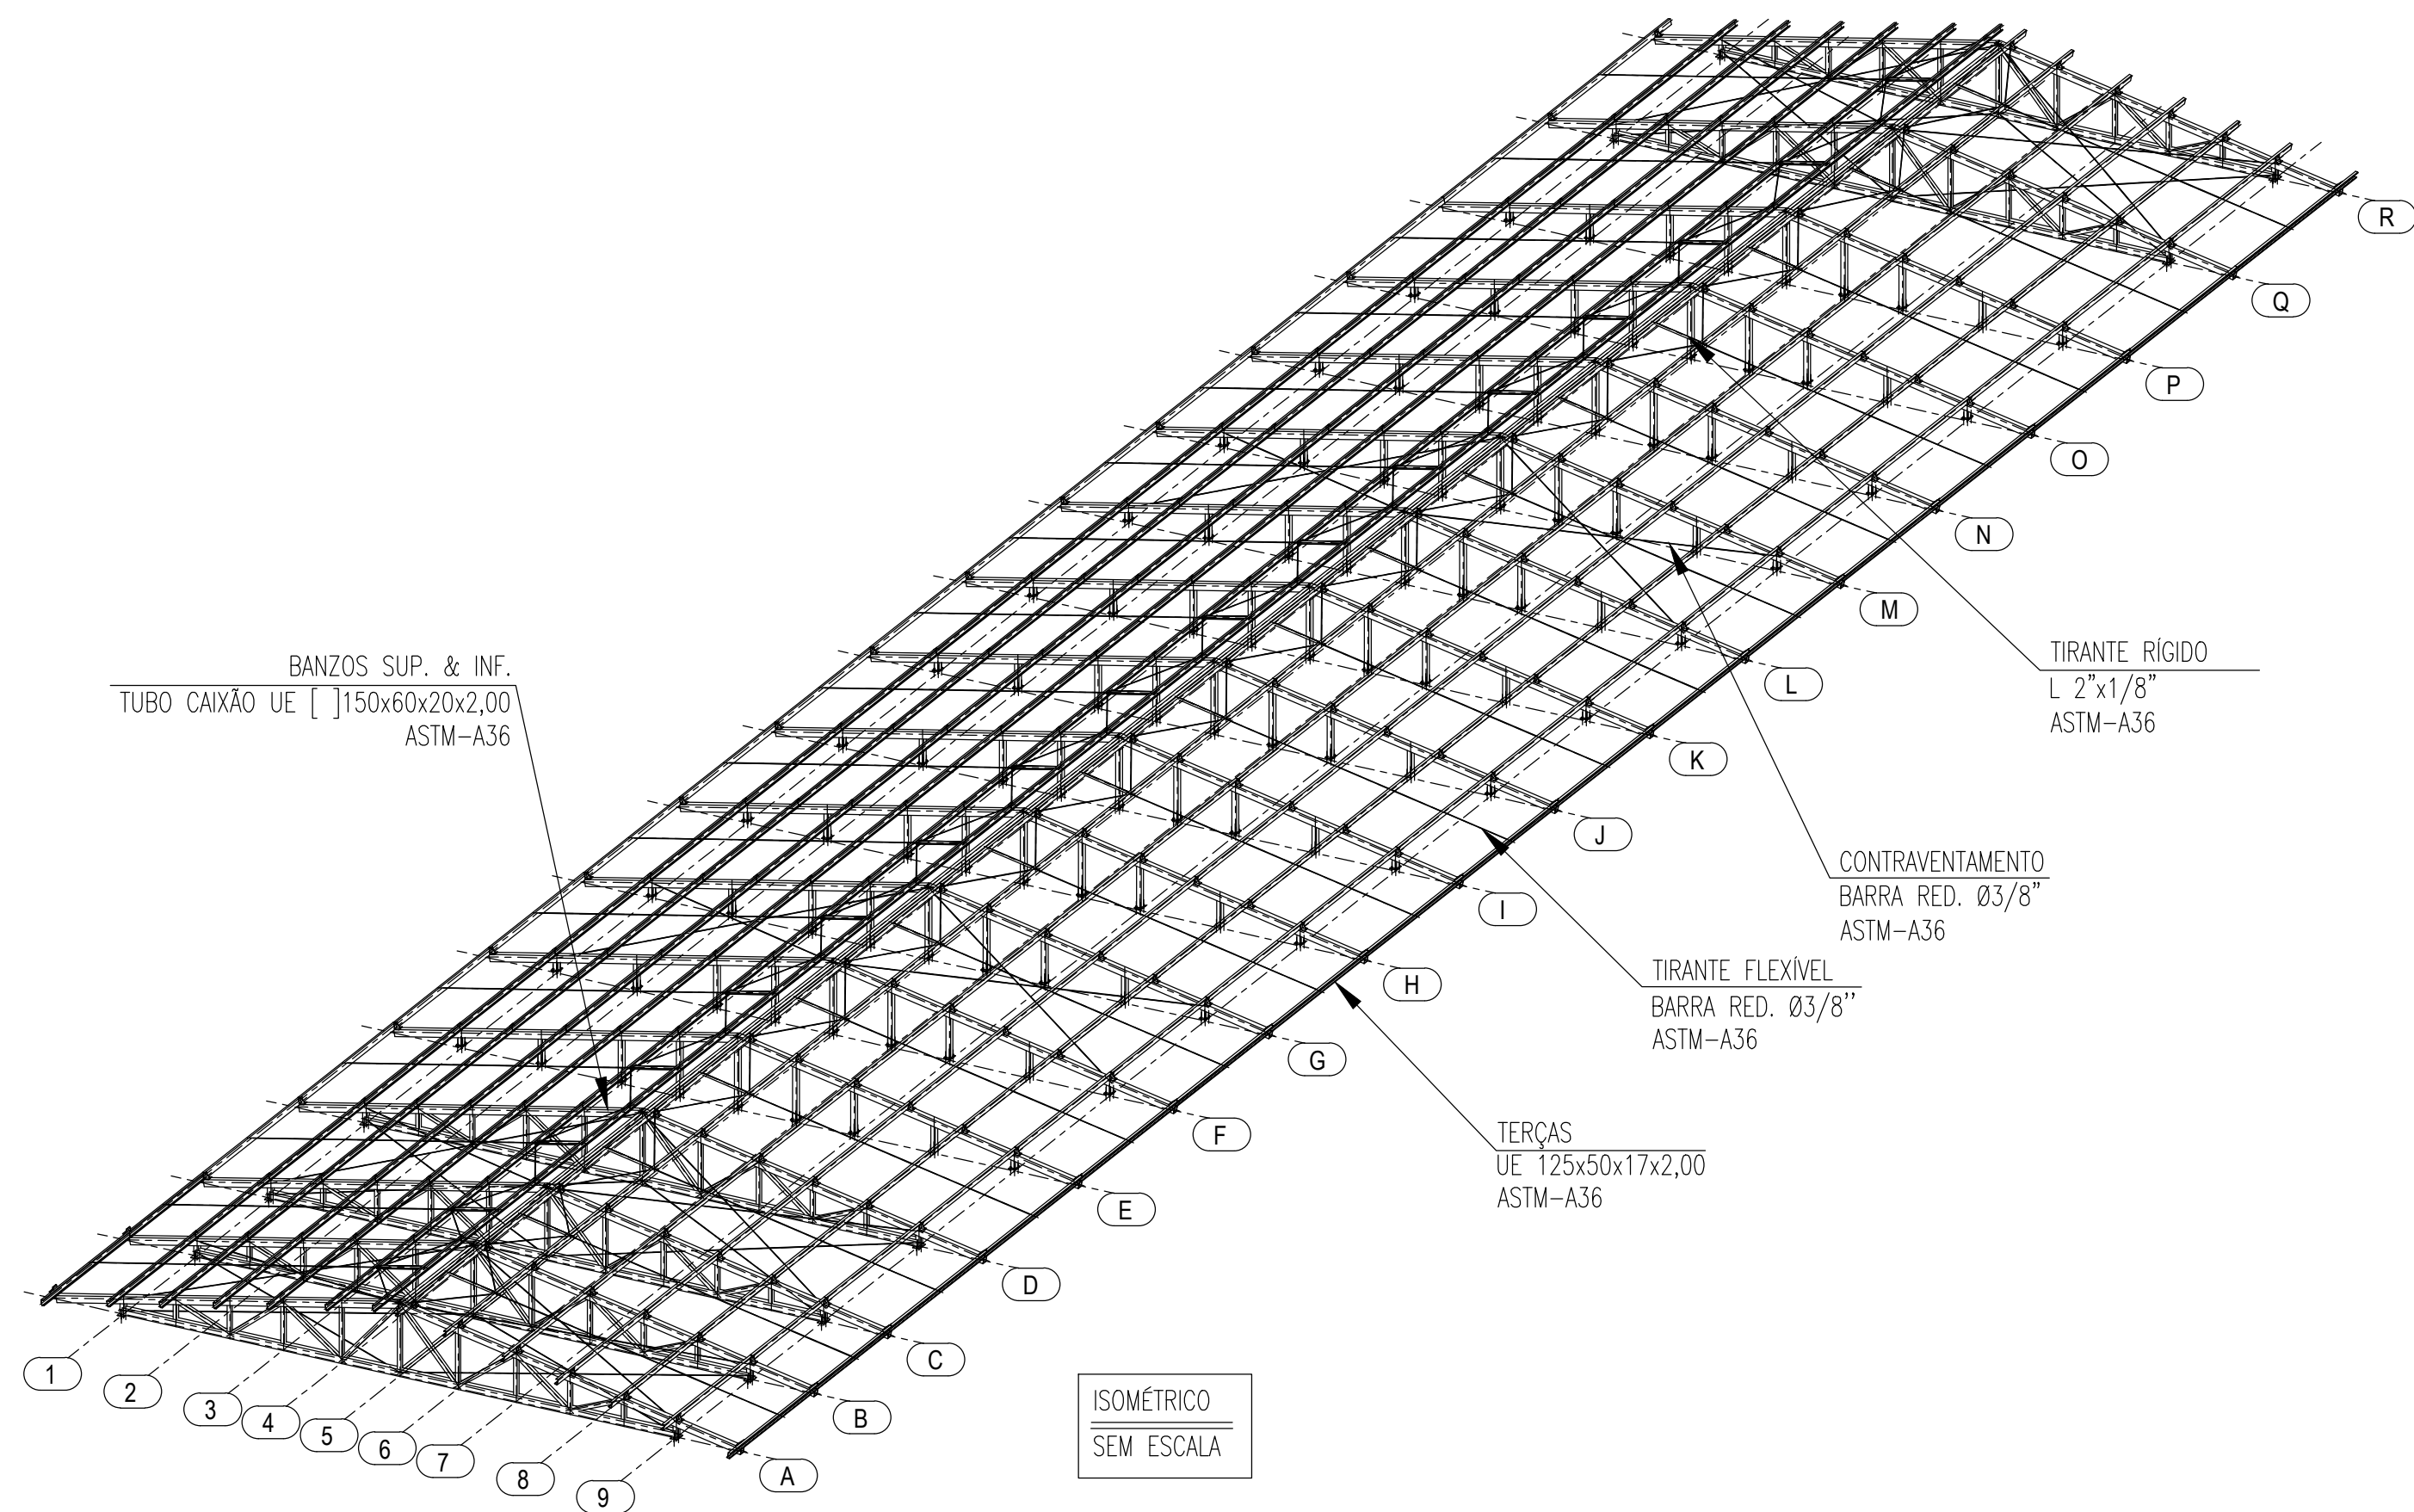 BANZOS SUP. & INF.
TUBO CAIXÃO UE [ ]150x60x20x2,00
ASTM-A36
TIRANTE RÍGIDO
L 2"x1/8"
ASTM-A36
CONTRAVENTAMENTO
BARRA RED. Ø3/8"
ASTM-A36
TIRANTE FLEXÍVEL
BARRA RED. Ø3/8''
ASTM-A36
TERÇAS
UE 125x50x17x2,00
ASTM-A36
ISOMÉTRICO
SEM ESCALA
1
2
3
4
5
6
7
8
9
A
B
C
D
E
F
G
H
I
J
K
L
M
N
O
P
Q
R